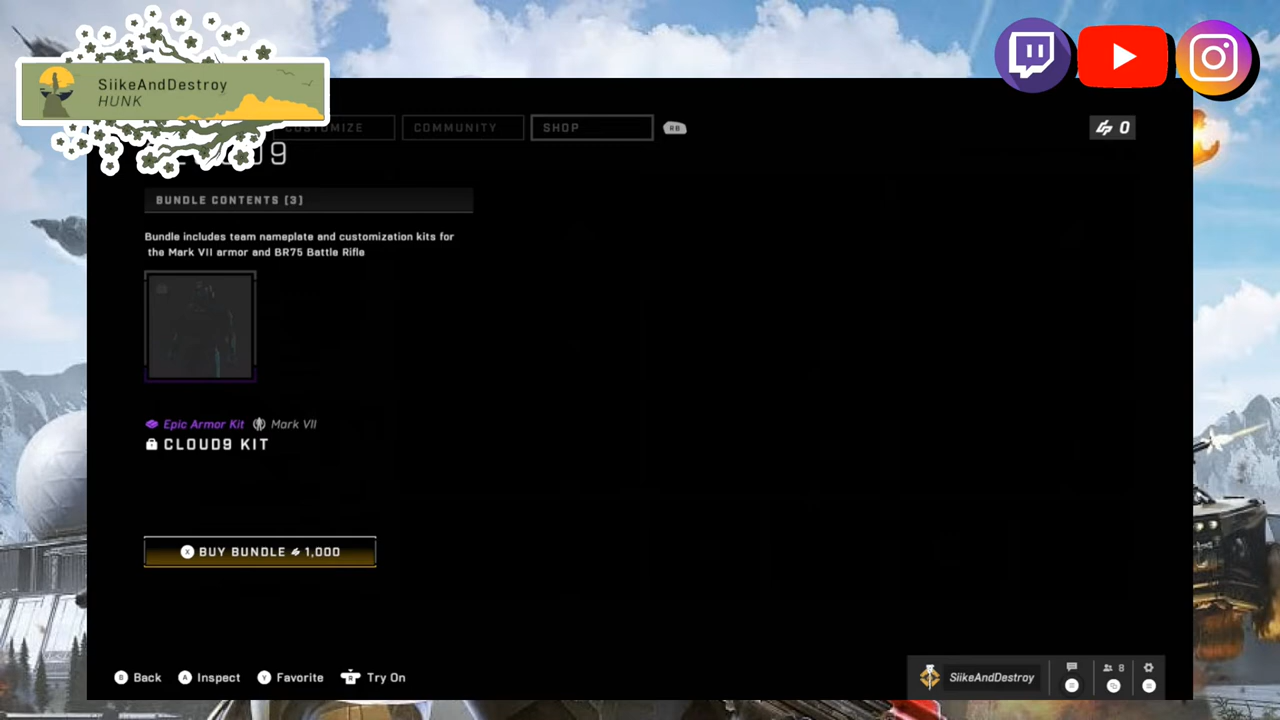 SiikeAndDestroy
HUNK
CUSTOMIZE
COMMUNITY
SHOP
RB
0
BUNDLE CONTENTS [3]
Bundle includes team nameplate and customization kits for
the Mark VII armor and BR75 Battle Rifle
Epic Armor Kit Mark VII
CLOUD9 KIT
X BUY BUNDLE 1,000
B Back
A Inspect
Y Favorite
R Try On
SiikeAndDestroy
8